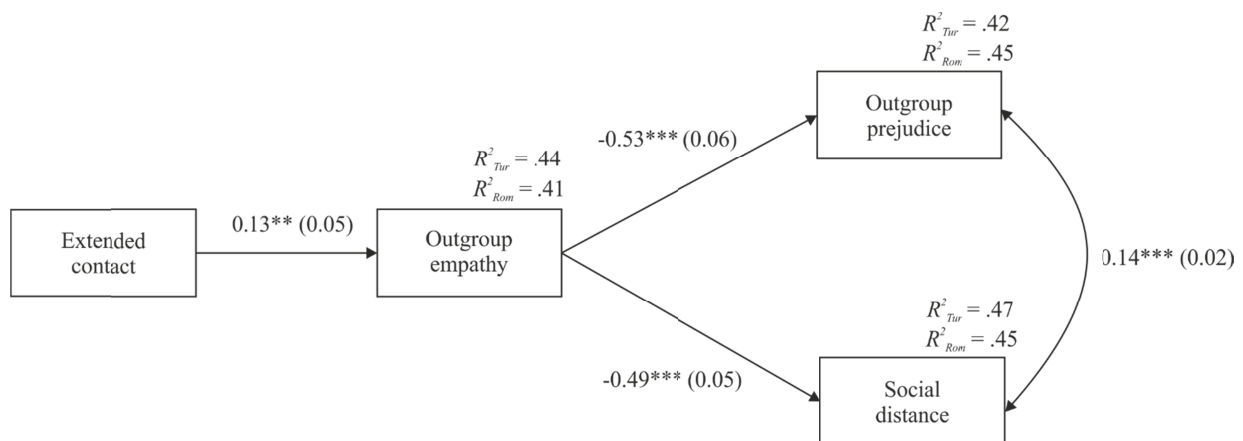 R²Tur = .42
R²Rom = .45
Outgroup
prejudice
-0.53*** (0.06)
R²Tur = .44
R²Rom = .41
Extended
contact
0.13** (0.05)
Outgroup
empathy
0.14*** (0.02)
R²Tur = .47
R²Rom = .45
-0.49*** (0.05)
Social
distance